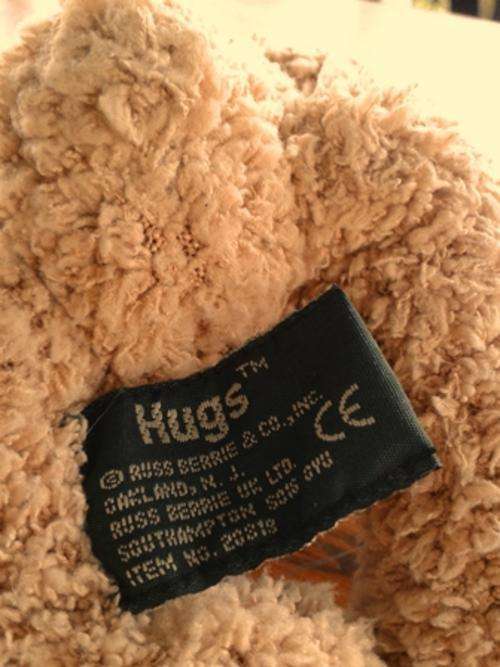 Hugs™
© RUSS BERRIE & CO., INC.
OAKLAND, N. J.
RUSS BERRIE UK LTD.
SOUTHAMPTON SO16 0YU
ITEM NO. 20318
CE